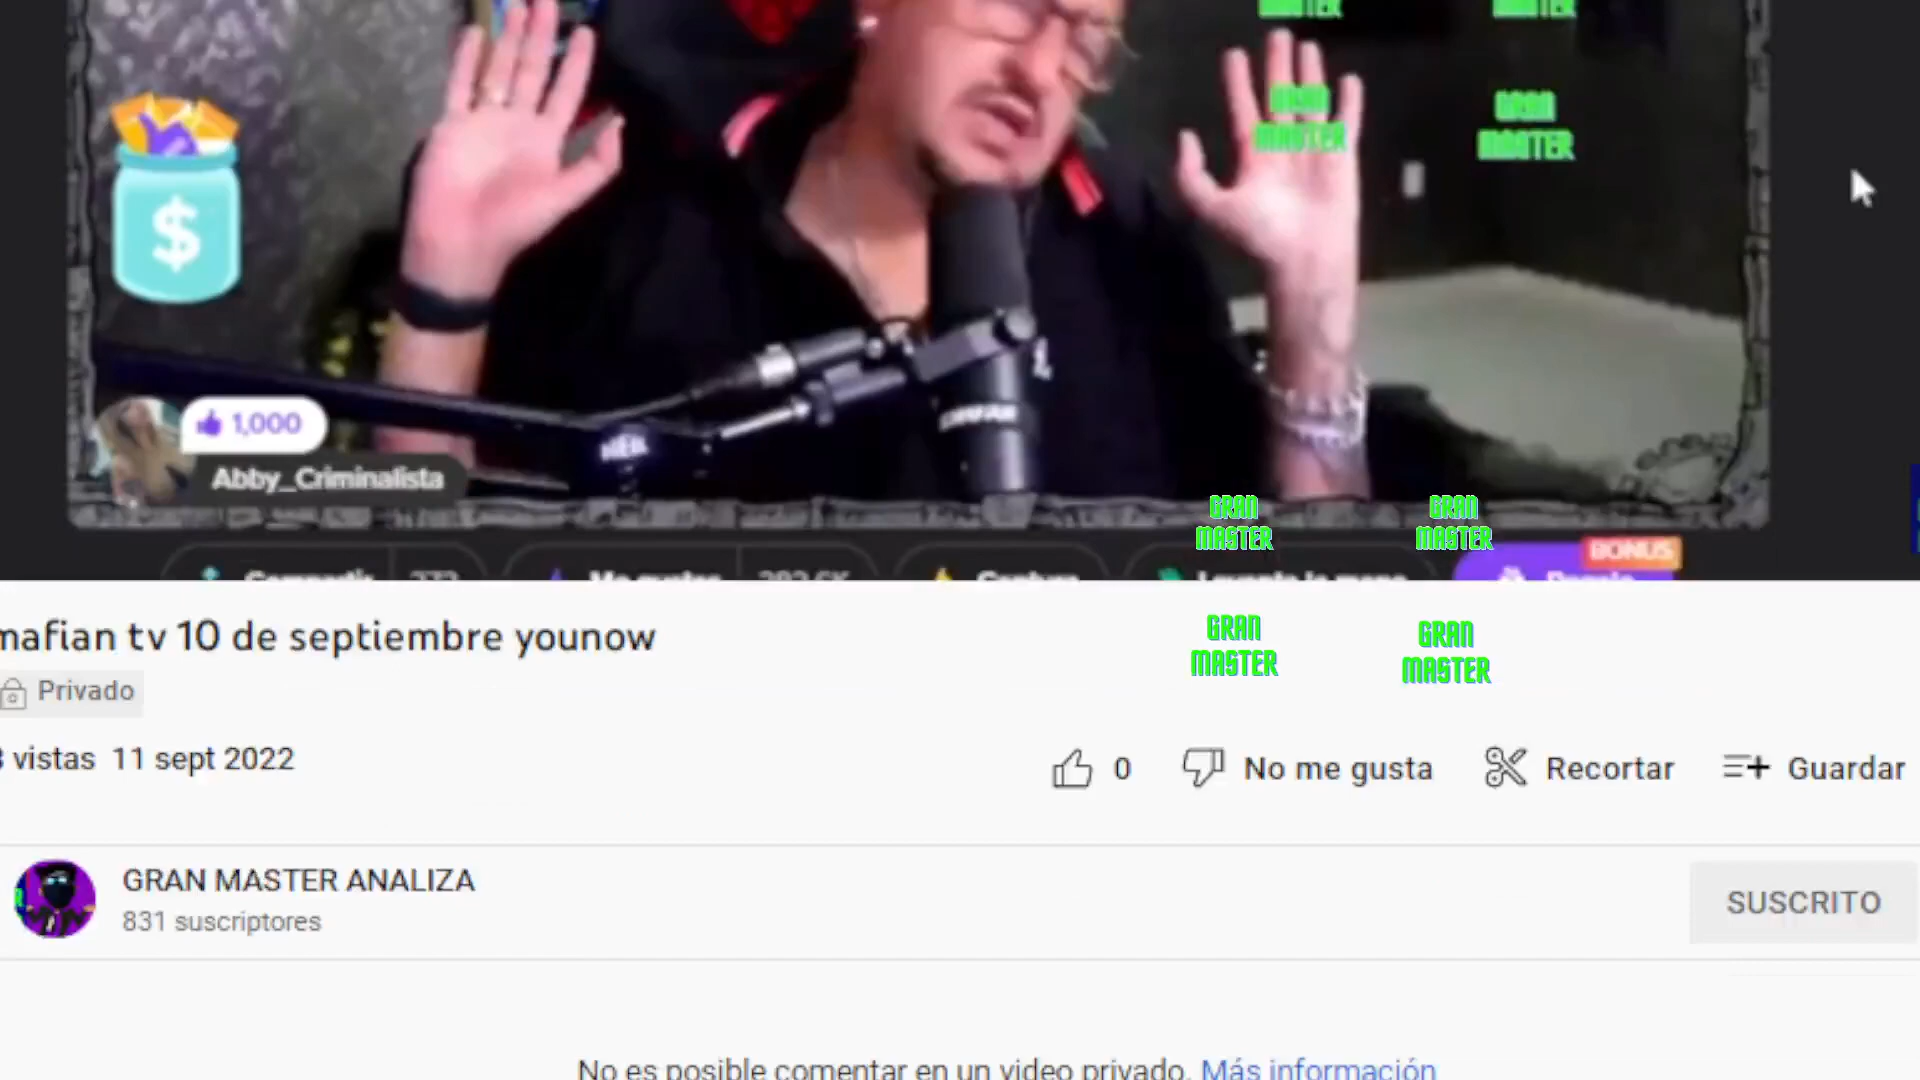 MASTER
MASTER
GRAN
MASTER
GRAN
MASTER
$
1,000
Abby_Criminalista
GRAN
MASTER
GRAN
MASTER
BONUS
mafian tv 10 de septiembre younow
GRAN
MASTER
GRAN
MASTER
Privado
vistas 11 sept 2022
0 No me gusta Recortar Guardar
GRAN MASTER ANALIZA
831 suscriptores
SUSCRITO
No es posible comentar en un video privado. Más información